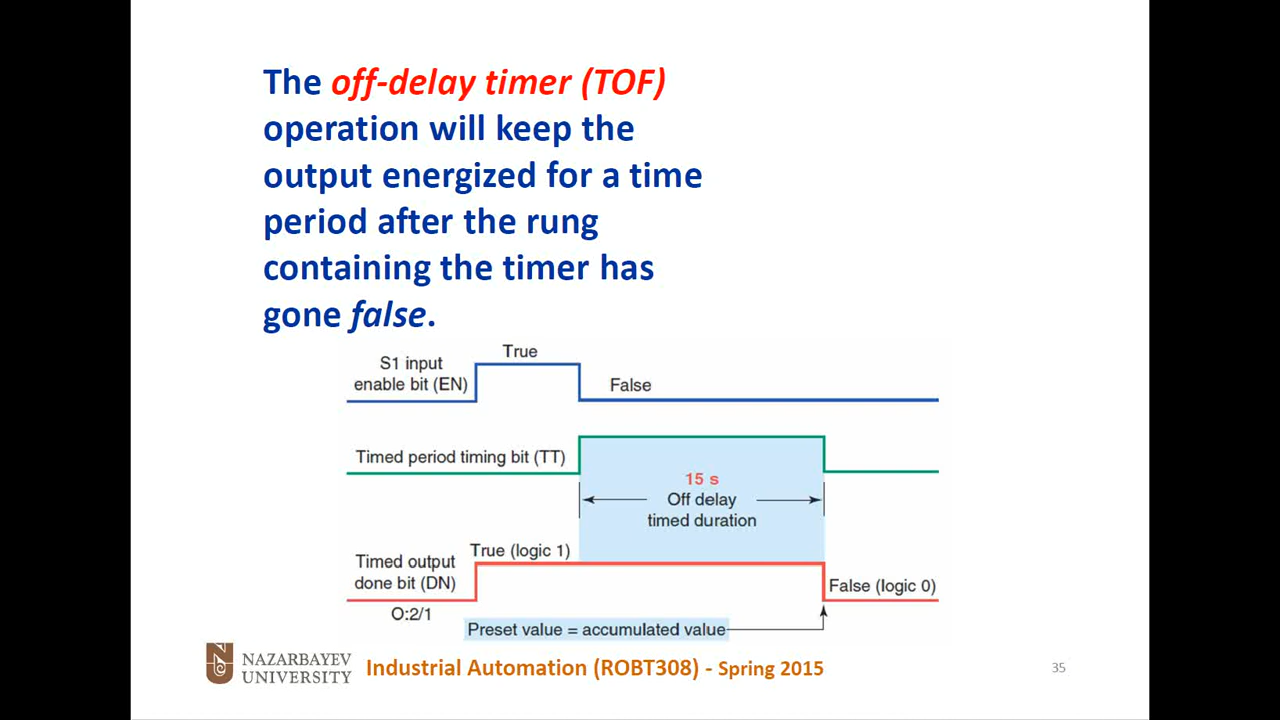 The off-delay timer (TOF)
operation will keep the
output energized for a time
period after the rung
containing the timer has
gone false.
True
S1 input
enable bit (EN)
False
Timed period timing bit (TT)
15 s
Off delay
timed duration
True (logic 1)
Timed output
done bit (DN)
False (logic 0)
O:2/1
Preset value = accumulated value
NAZARBAYEV
UNIVERSITY
Industrial Automation (ROBT308) - Spring 2015
35